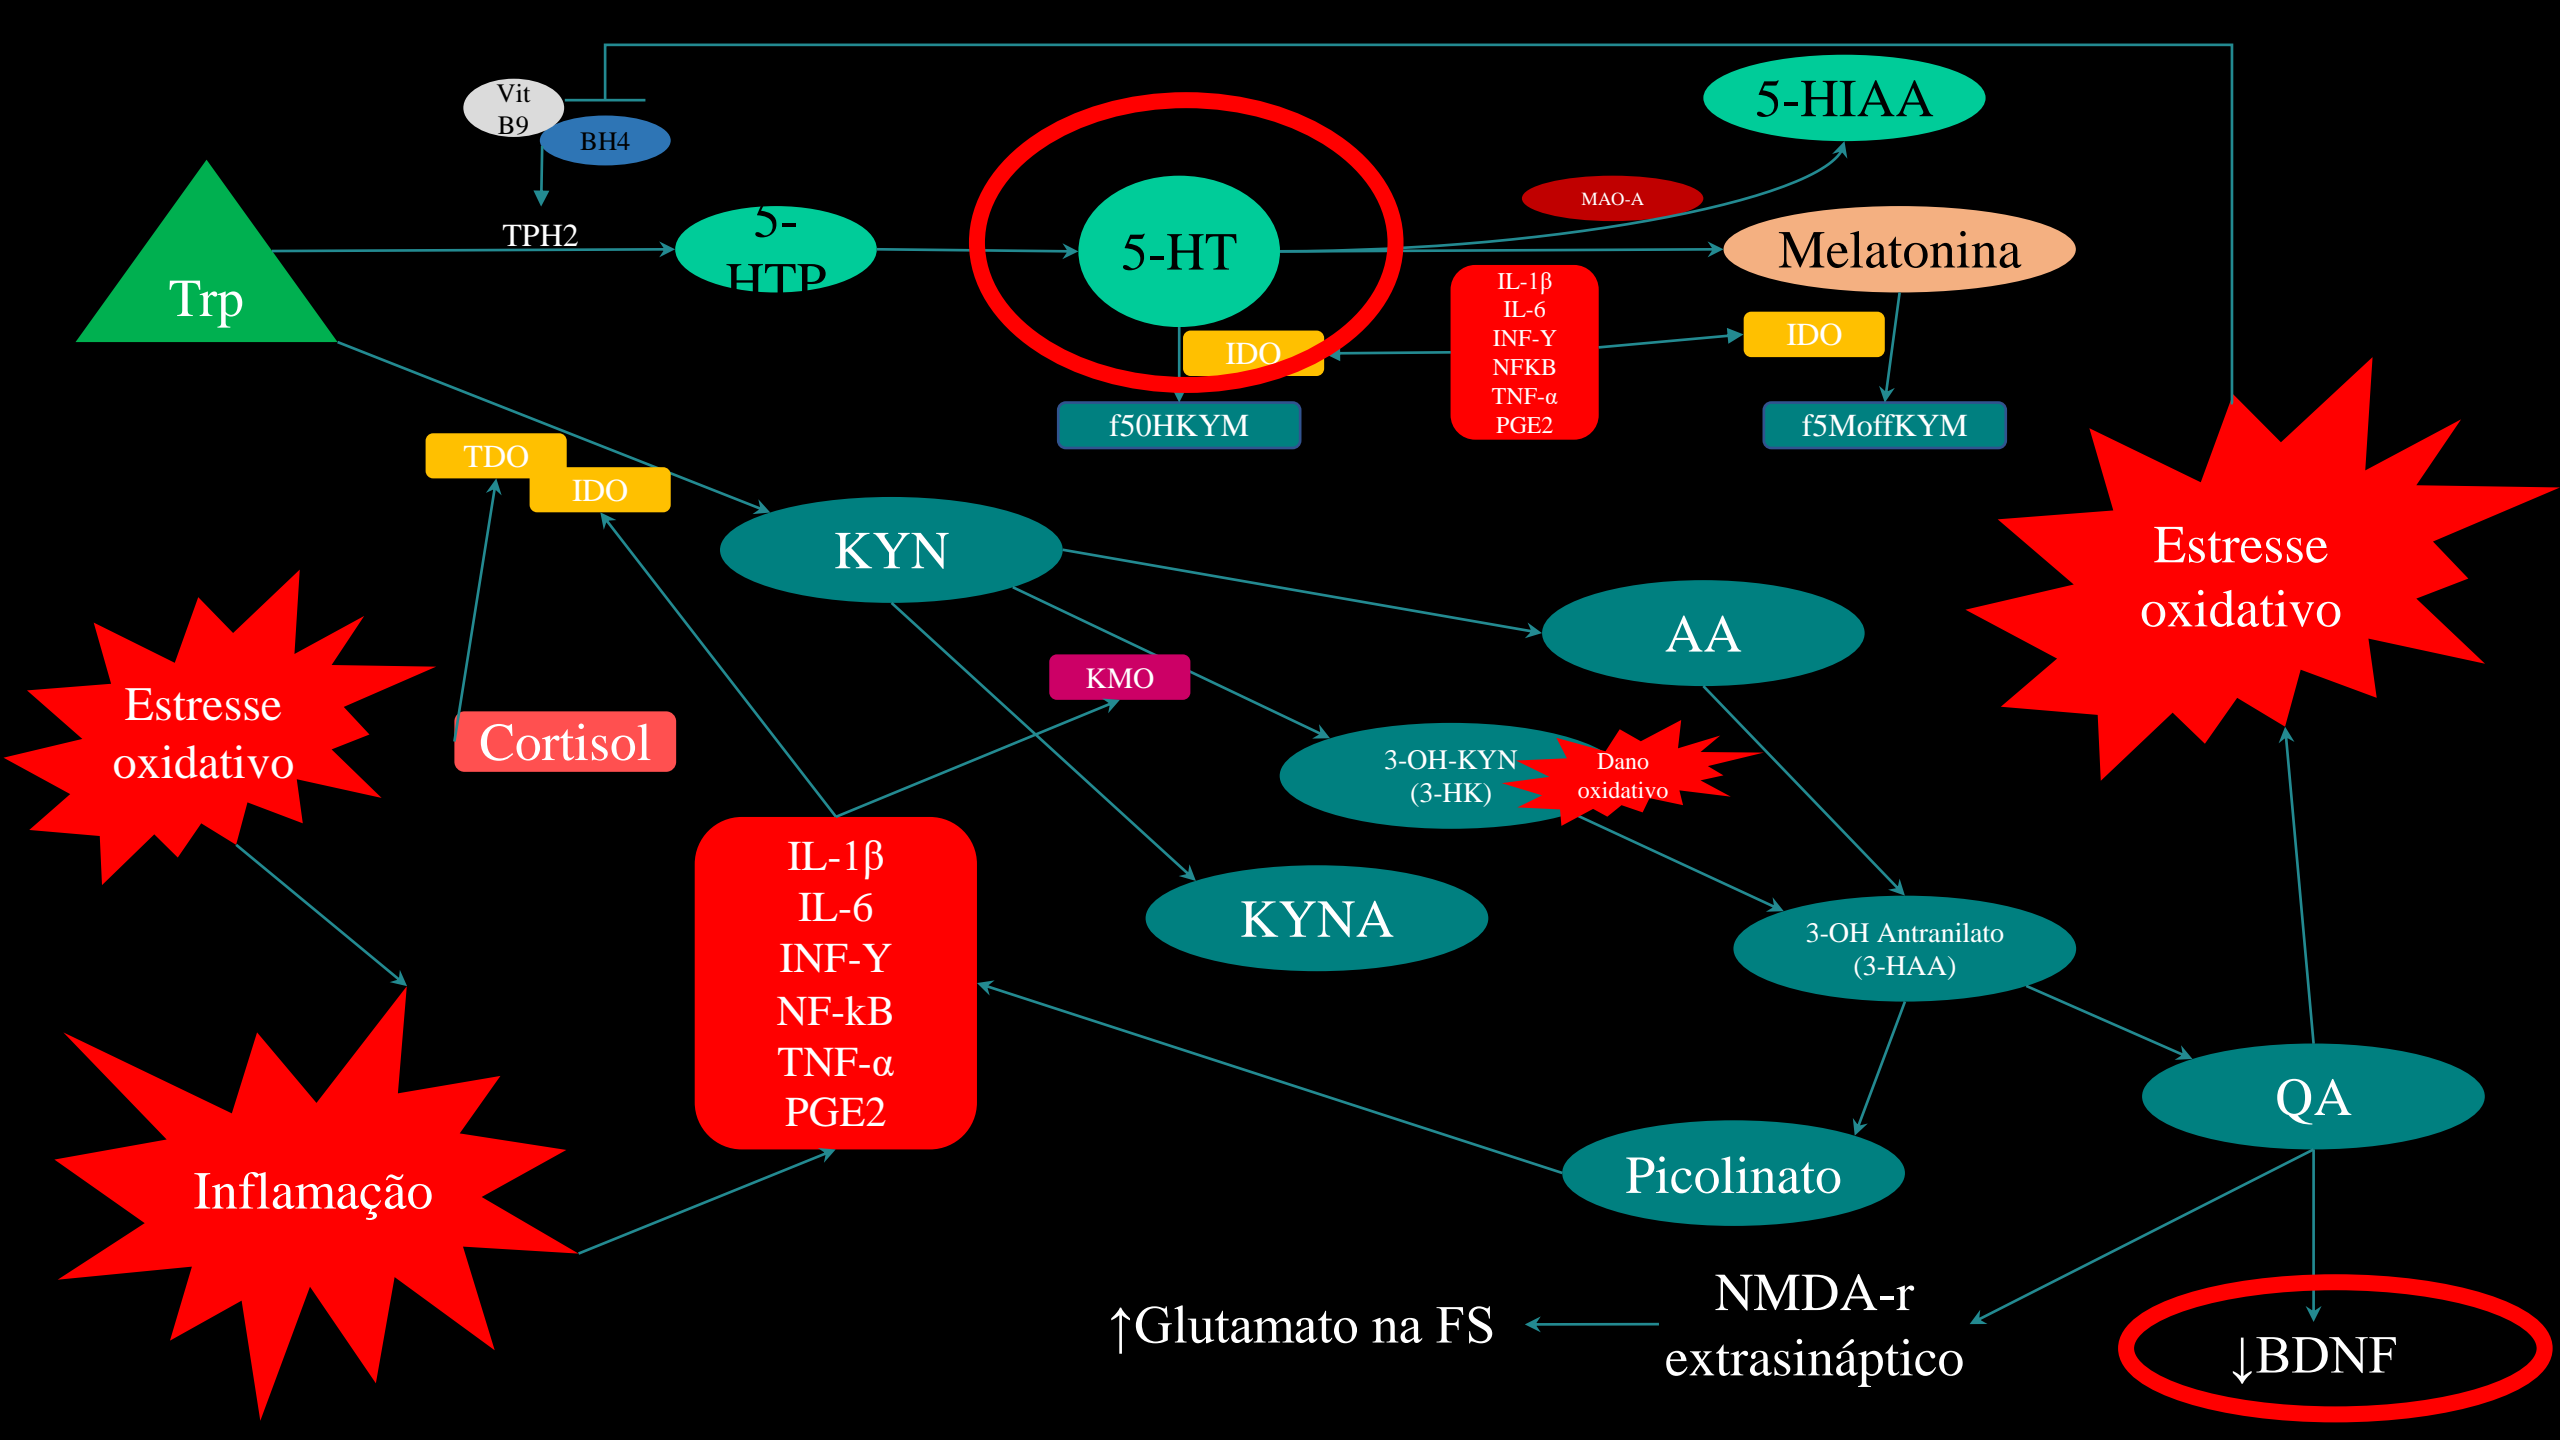 Vit
B9
BH4
5-HIAA
TPH2
Trp
5-
HTP
5-HT
MAO-A
Melatonina
IDO
IL-1β
IL-6
INF-Y
NFKB
TNF-α
PGE2
IDO
f50HKYM
f5MoffKYM
TDO
IDO
KYN
Estresse
oxidativo
AA
KMO
Estresse
oxidativo
Cortisol
3-OH-KYN
(3-HK)
Dano
oxidativo
IL-1β
IL-6
INF-Y
NF-kB
TNF-α
PGE2
KYNA
3-OH Antranilato
(3-HAA)
QA
Picolinato
Inflamação
NMDA-r
extrasináptico
↑Glutamato na FS
↓BDNF